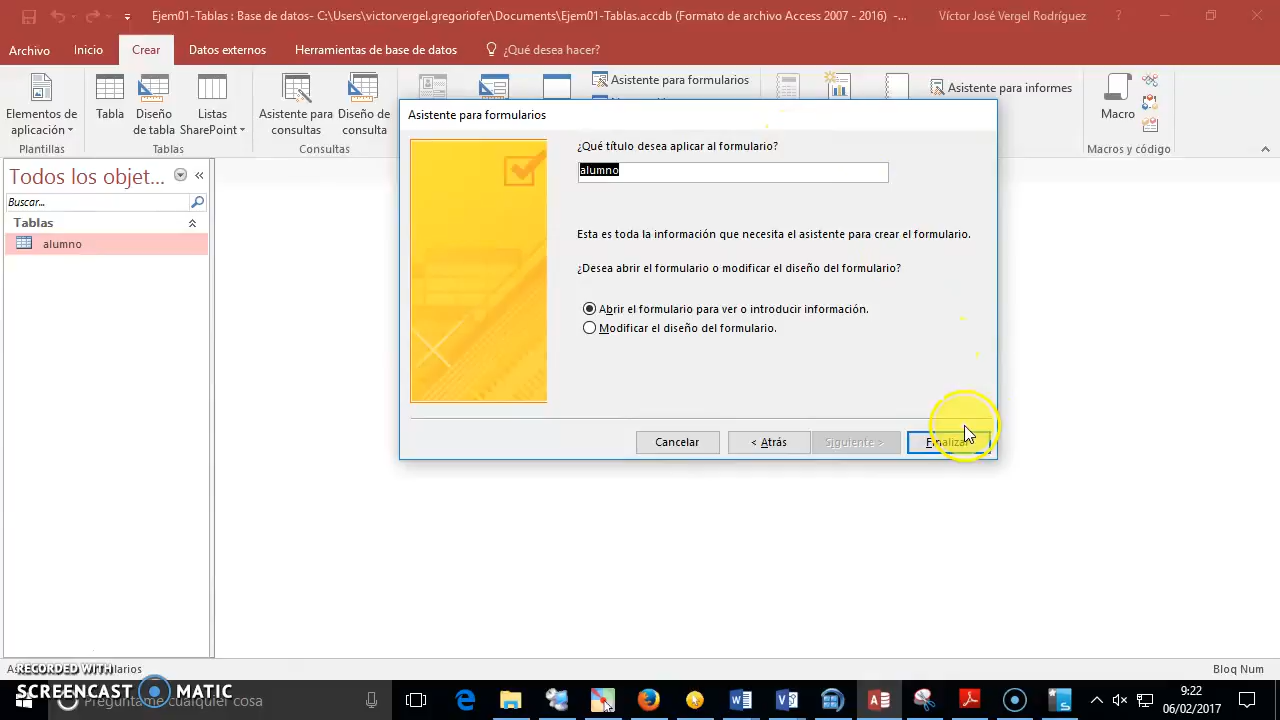 Ejem01-Tablas : Base de datos- C:\Users\victorvergel.gregoriofer\Documents\Ejem01-Tablas.accdb (Formato de archivo Access 2007 - 2016) -...
Víctor José Vergel Rodríguez
?
Archivo
Inicio
Crear
Datos externos
Herramientas de base de datos
¿Qué desea hacer?
Elementos de aplicación
Plantillas
Tabla
Diseño de tabla
Listas SharePoint
Tablas
Asistente para consultas
Diseño de consulta
Consultas
Asistente para formularios
Asistente para informes
Macro
Macros y código
Todos los objet...
Buscar...
Tablas
alumno
Asistente para formularios
¿Qué título desea aplicar al formulario?
alumno
Esta es toda la información que necesita el asistente para crear el formulario.
¿Desea abrir el formulario o modificar el diseño del formulario?
Abrir el formulario para ver o introducir información.
Modificar el diseño del formulario.
Cancelar
< Atrás
Siguiente >
Finalizar
Bloq Num
RECORDED WITH
SCREENCAST MATIC
Pregúntame cualquier cosa
9:22
06/02/2017